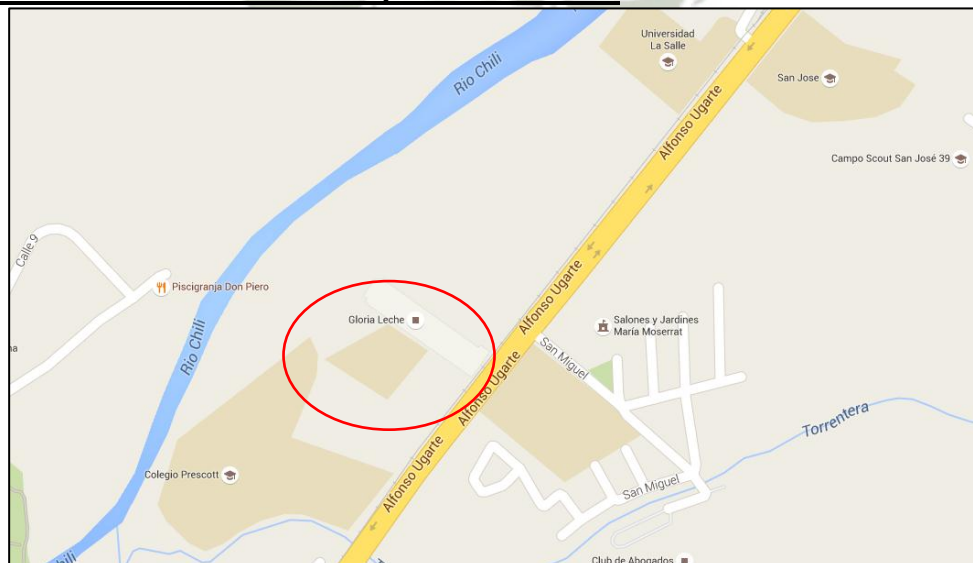 Universidad
La Salle
San Jose
Rio Chili
Alfonso Ugarte
Campo Scout San José 39
Calle 9
Alfonso Ugarte
Piscigranja Don Piero
Gloria Leche
Salones y Jardines
María Moserrat
Rio Chili
San Miguel
Alfonso Ugarte
Torrentera
Alfonso Ugarte
Colegio Prescott
San Miguel
Club de Abogados